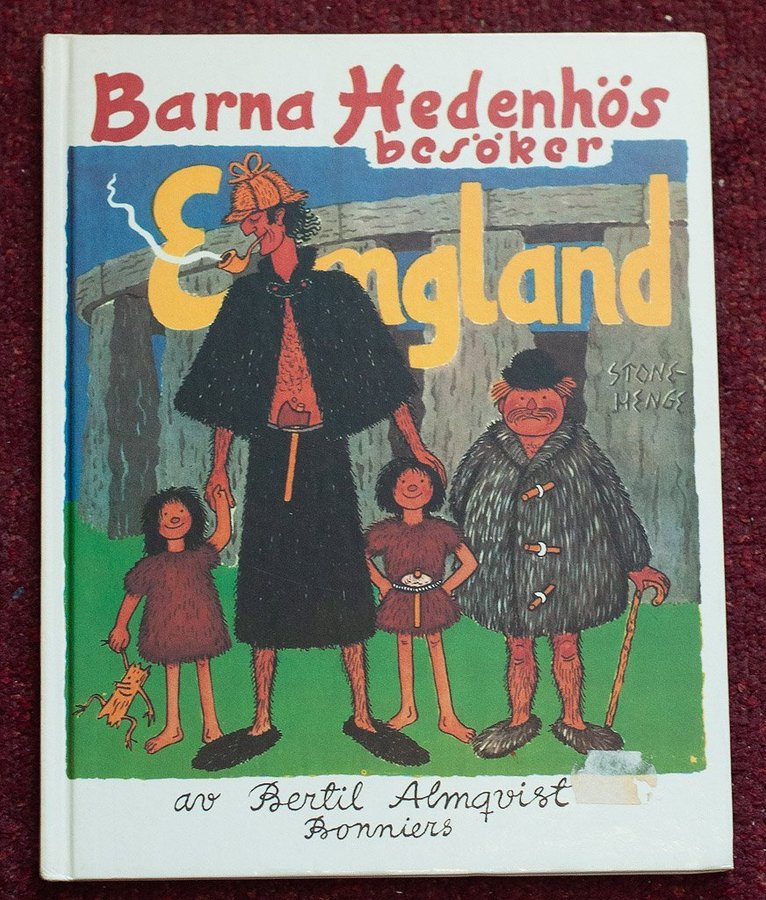 Barna Hedenhös
besöker
England
STONE-
HENGE
av Bertil Almqvist
Bonniers